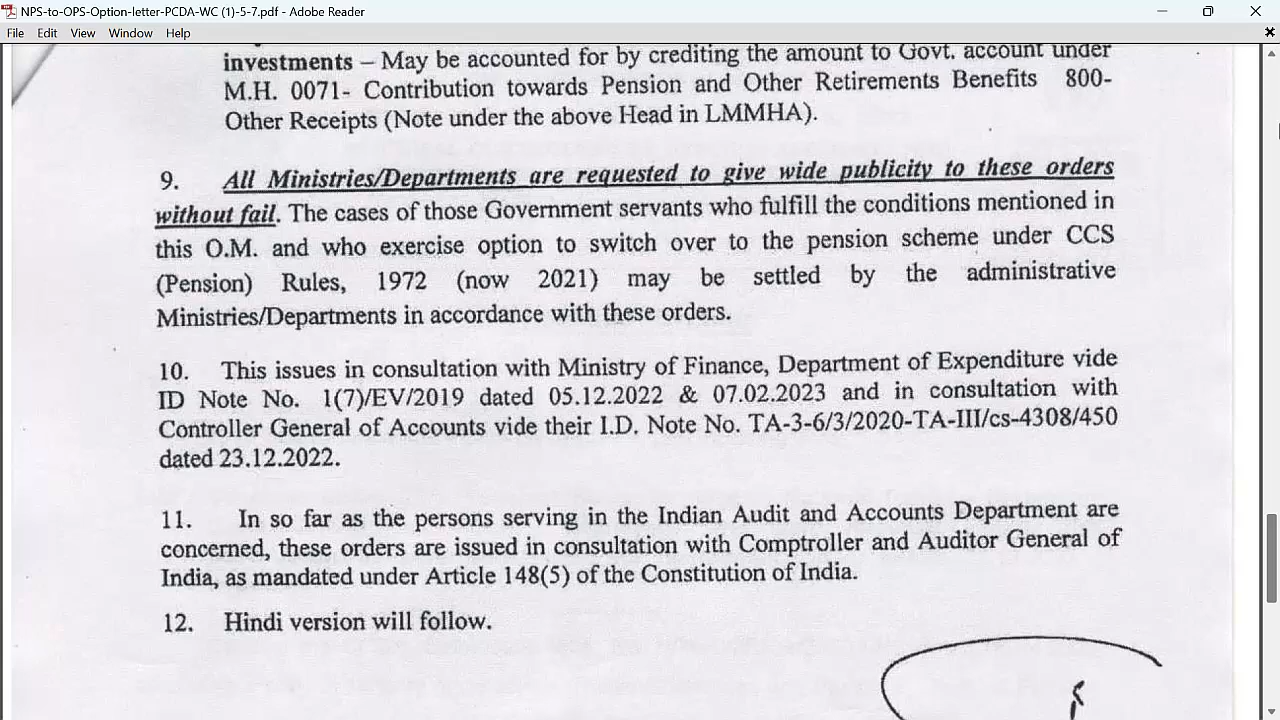 NPS-to-OPS-Option-letter-PCDA-WC (1)-5-7.pdf - Adobe Reader
File Edit View Window Help
investments – May be accounted for by crediting the amount to Govt. account under
M.H. 0071- Contribution towards Pension and Other Retirements Benefits 800-
Other Receipts (Note under the above Head in LMMHA).
9. All Ministries/Departments are requested to give wide publicity to these orders
without fail. The cases of those Government servants who fulfill the conditions mentioned in
this O.M. and who exercise option to switch over to the pension scheme under CCS
(Pension) Rules, 1972 (now 2021) may be settled by the administrative
Ministries/Departments in accordance with these orders.
10. This issues in consultation with Ministry of Finance, Department of Expenditure vide
ID Note No. 1(7)/EV/2019 dated 05.12.2022 & 07.02.2023 and in consultation with
Controller General of Accounts vide their I.D. Note No. TA-3-6/3/2020-TA-III/cs-4308/450
dated 23.12.2022.
11. In so far as the persons serving in the Indian Audit and Accounts Department are
concerned, these orders are issued in consultation with Comptroller and Auditor General of
India, as mandated under Article 148(5) of the Constitution of India.
12. Hindi version will follow.